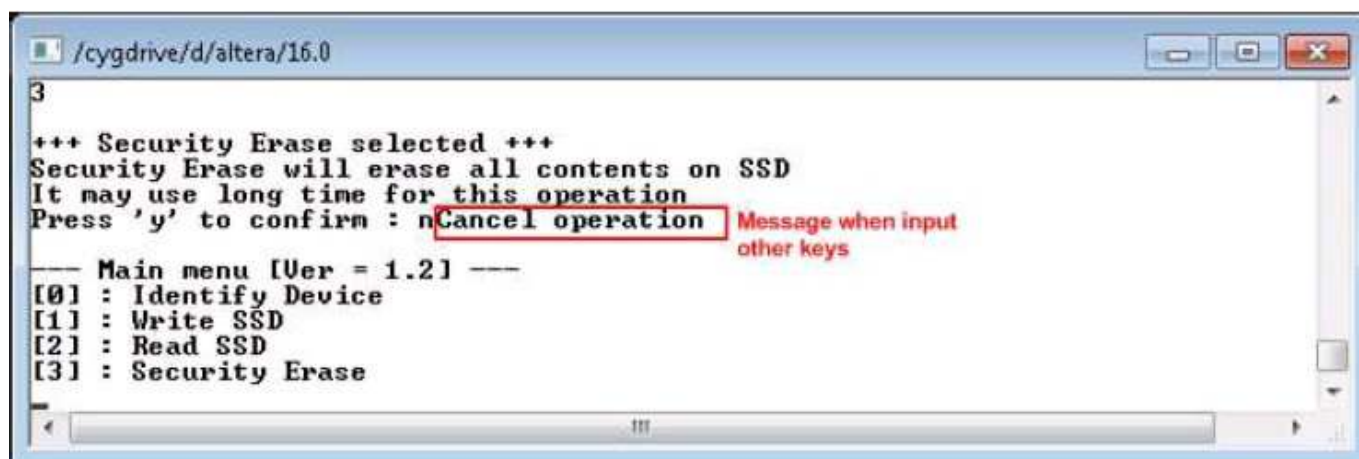 /cygdrive/d/altera/16.0
3
+++ Security Erase selected +++
Security Erase will erase all contents on SSD
It may use long time for this operation
Press 'y' to confirm : nCancel operation
Message when input
other keys
--- Main menu [Ver = 1.2] ---
[0] : Identify Device
[1] : Write SSD
[2] : Read SSD
[3] : Security Erase